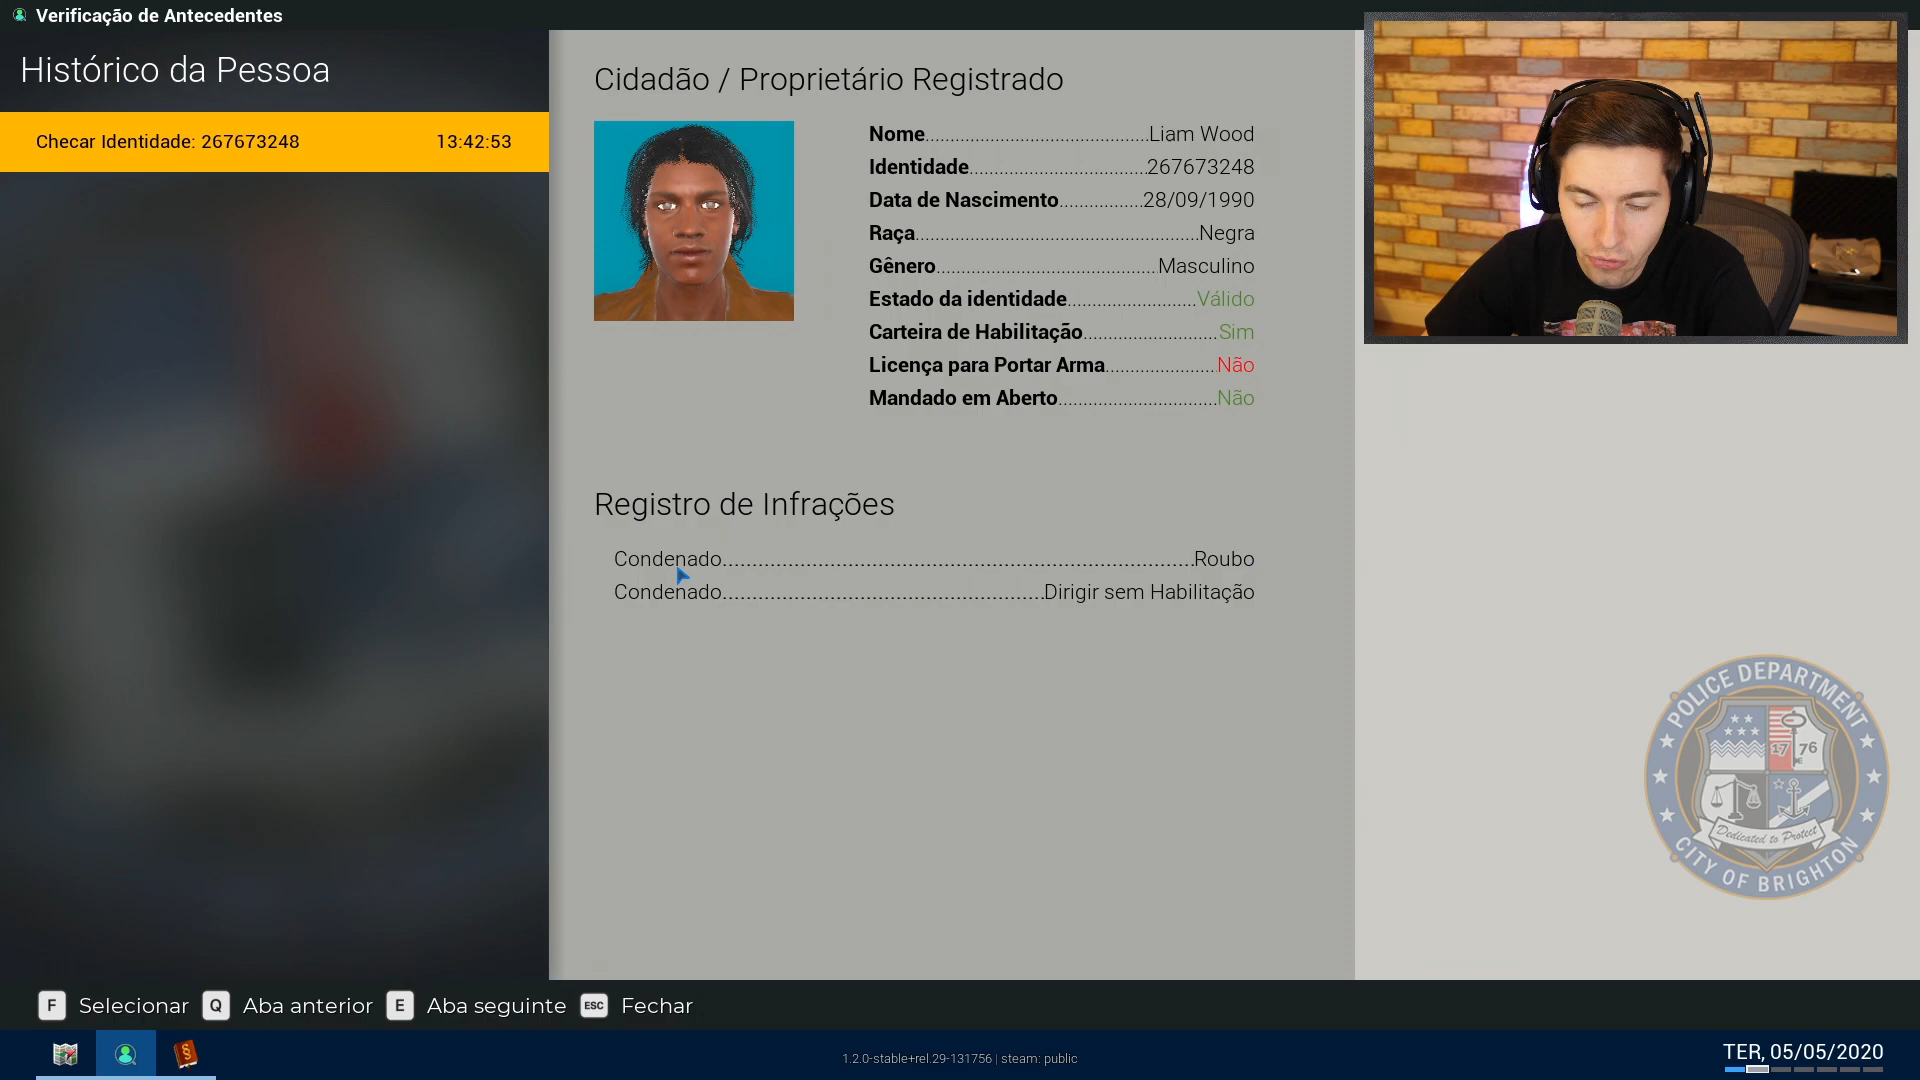 Verificação de Antecedentes
Histórico da Pessoa
Checar Identidade: 267673248 13:42:53
Cidadão / Proprietário Registrado
Nome Liam Wood
Identidade 267673248
Data de Nascimento 28/09/1990
Raça Negra
Gênero Masculino
Estado da identidade Válido
Carteira de Habilitação Sim
Licença para Portar Arma Não
Mandado em Aberto Não
Registro de Infrações
Condenado Roubo
Condenado Dirigir sem Habilitação
POLICE DEPARTMENT
17 76
Dedicated to Protect
CITY OF BRIGHTON
F Selecionar Q Aba anterior E Aba seguinte ESC Fechar
1.2.0-stable+rel.29-131756 | steam: public
TER, 05/05/2020